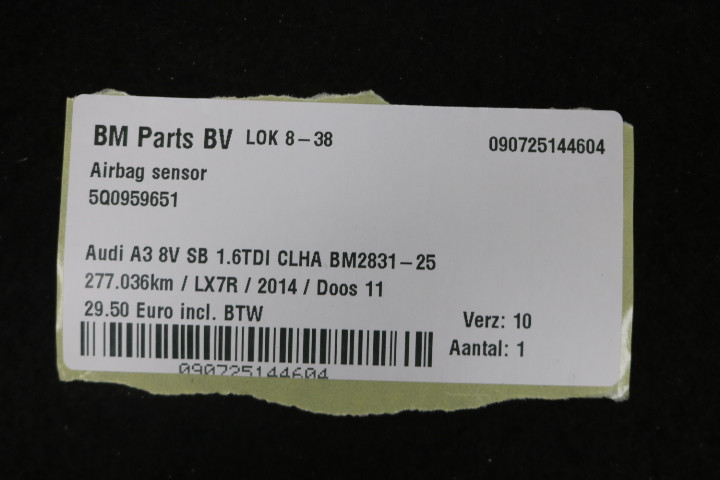 BM Parts BV LOK 8-38 090725144604
Airbag sensor
5Q0959651
Audi A3 8V SB 1.6TDI CLHA BM2831-25
277.036km / LX7R / 2014 / Doos 11
29.50 Euro incl. BTW
Verz: 10
Aantal: 1
090725144604